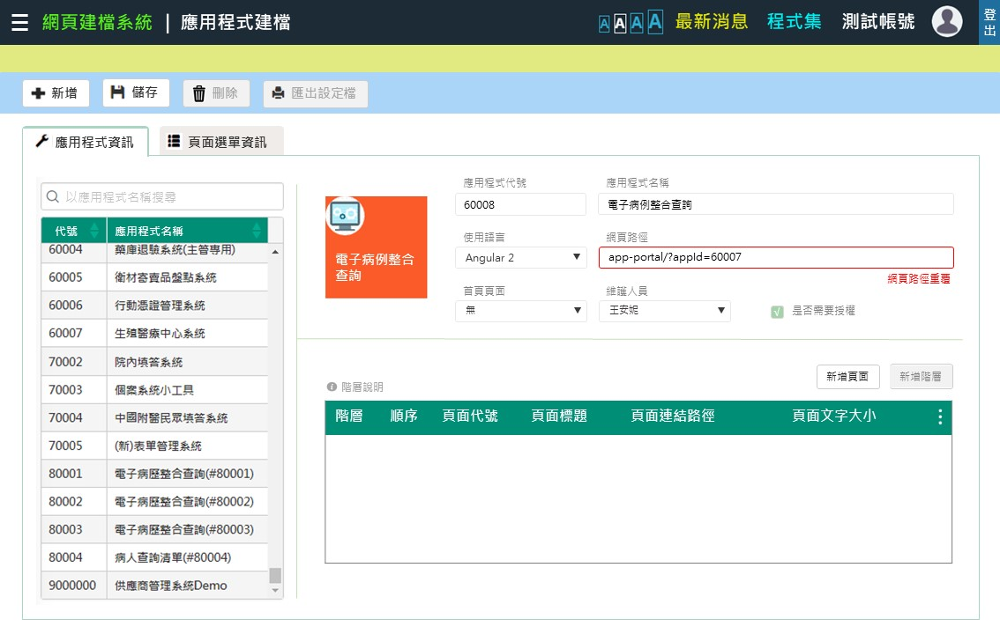 網頁建檔系統 | 應用程式建檔
A A A A 最新消息 程式集 測試帳號 登出
新增 儲存 刪除 匯出設定檔
應用程式資訊 頁面選單資訊
以應用程式名稱搜尋
代號 應用程式名稱
60004 藥庫退驗系統(主管專用)
60005 衛材寄賣品盤點系統
60006 行動憑證管理系統
60007 生殖醫療中心系統
70002 院內填答系統
70003 個案系統小工具
70004 中國附醫民眾填答系統
70005 (新)表單管理系統
80001 電子病歷整合查詢(#80001)
80002 電子病歷整合查詢(#80002)
80003 電子病歷整合查詢(#80003)
80004 病人查詢清單(#80004)
9000000 供應商管理系統Demo
電子病例整合
查詢
應用程式代號 應用程式名稱
60008 電子病例整合查詢
使用語言 網頁路徑
Angular 2 app-portal/?appId=60007
網頁路徑重覆
首頁頁面 維護人員
無 王安妮 是否需要授權
新增頁面 新增階層
階層說明
階層 順序 頁面代號 頁面標題 頁面連結路徑 頁面文字大小